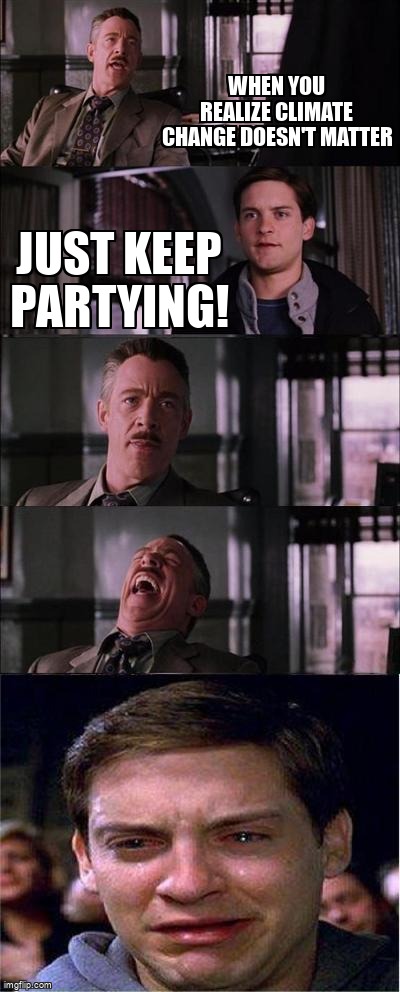 WHEN YOU
REALIZE CLIMATE
CHANGE DOESN'T MATTER
JUST KEEP
PARTYING!
imgflip.com